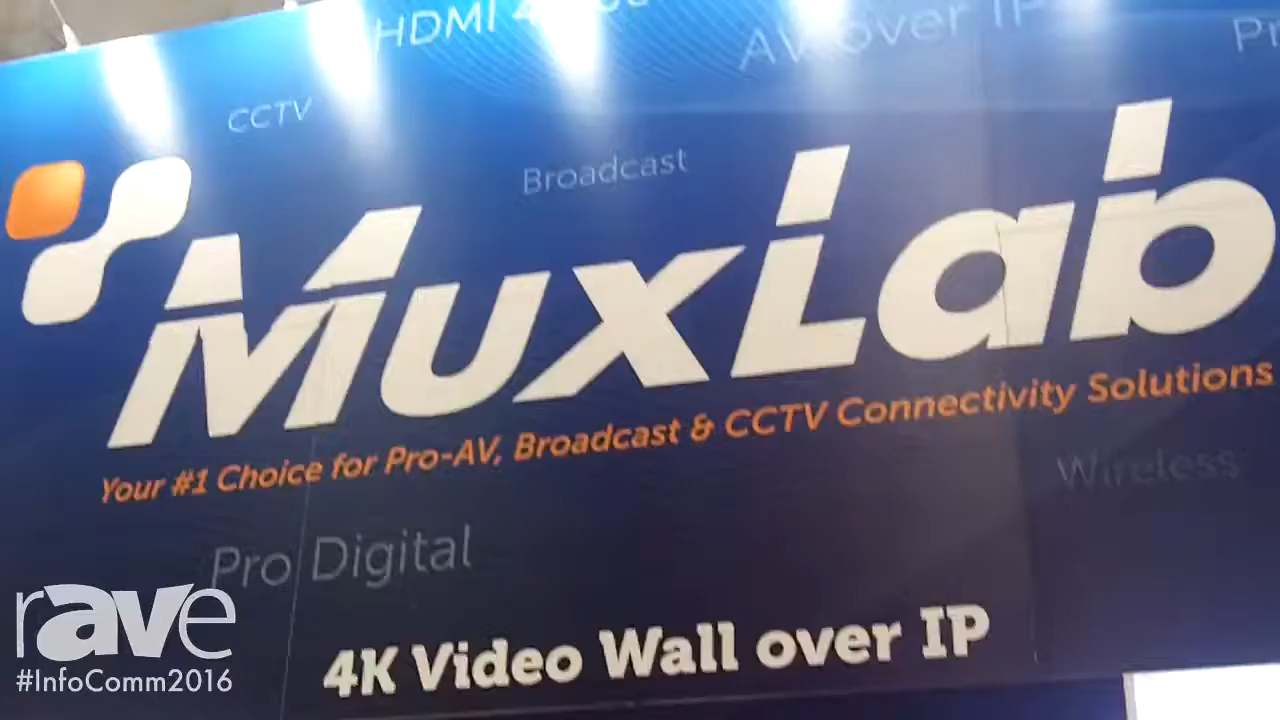 HDMI 4
AV over IP
CCTV
Broadcast
MuxLab
Your #1 Choice for Pro-AV, Broadcast & CCTV Connectivity Solutions
Wireless
Pro Digital
4K Video Wall over IP
rAVe
#InfoComm2016